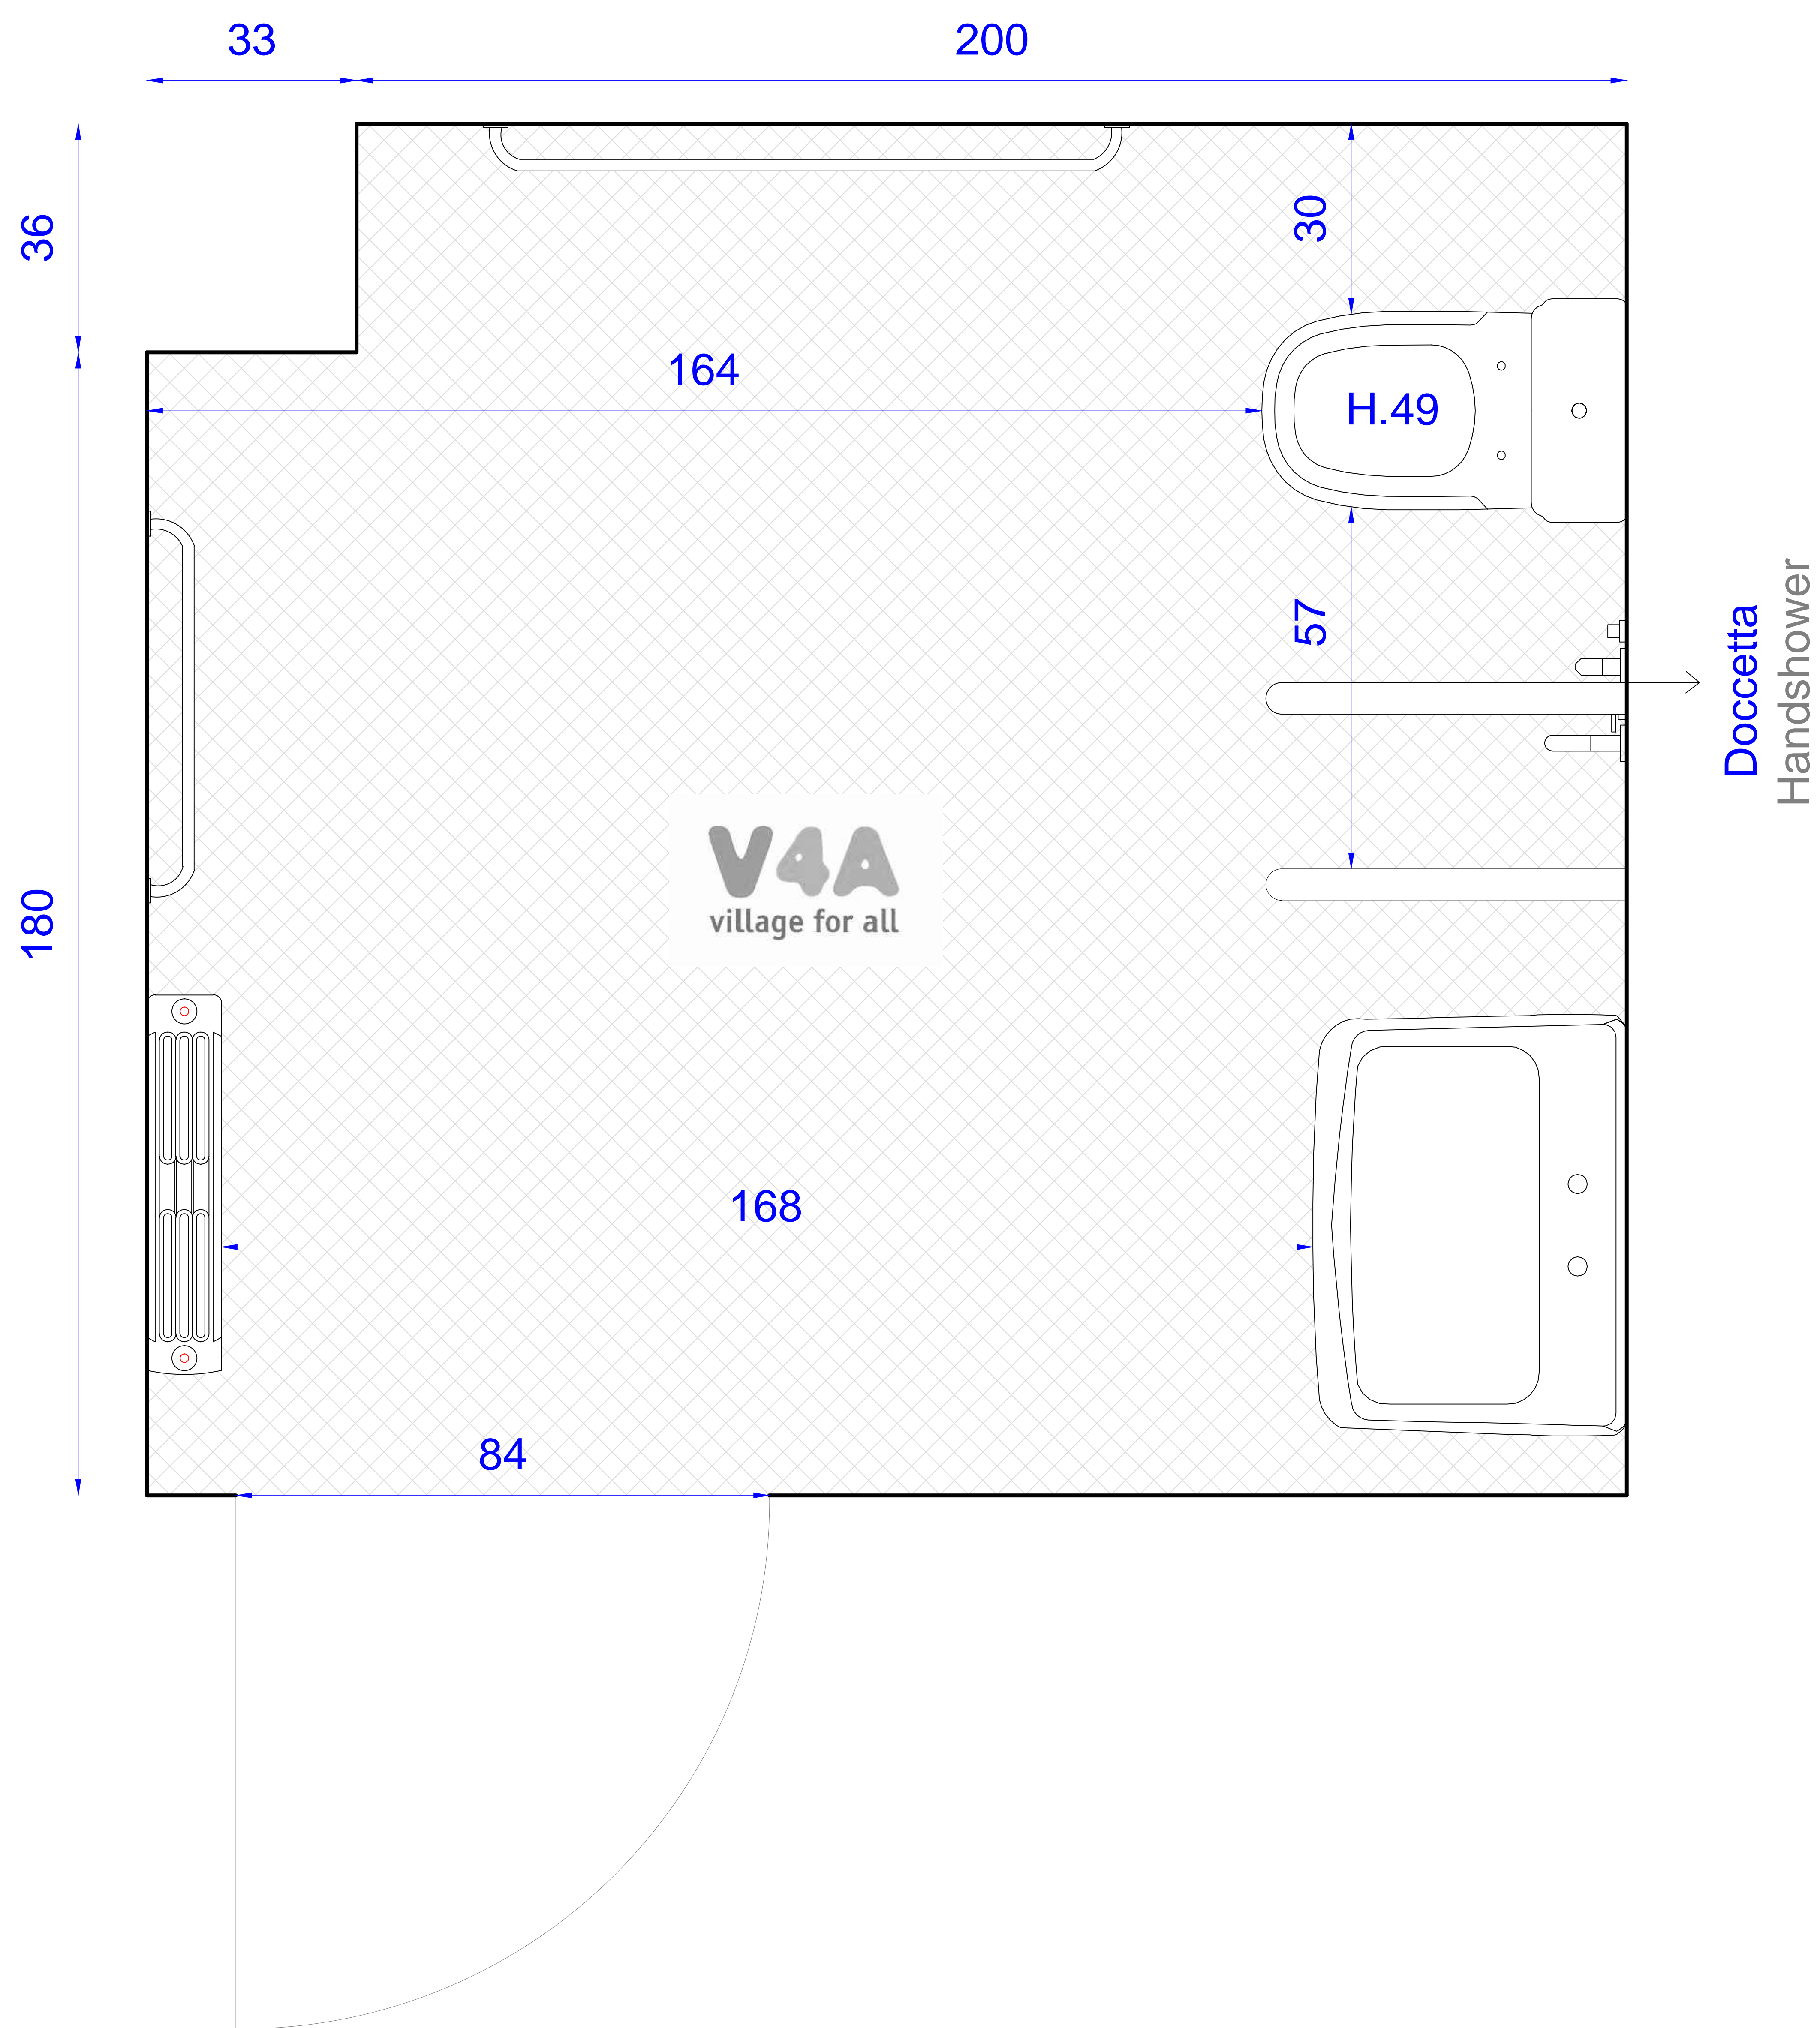 33
200
36
30
164
H.49
57
Doccetta
Handshower
V4A
village for all
180
168
84